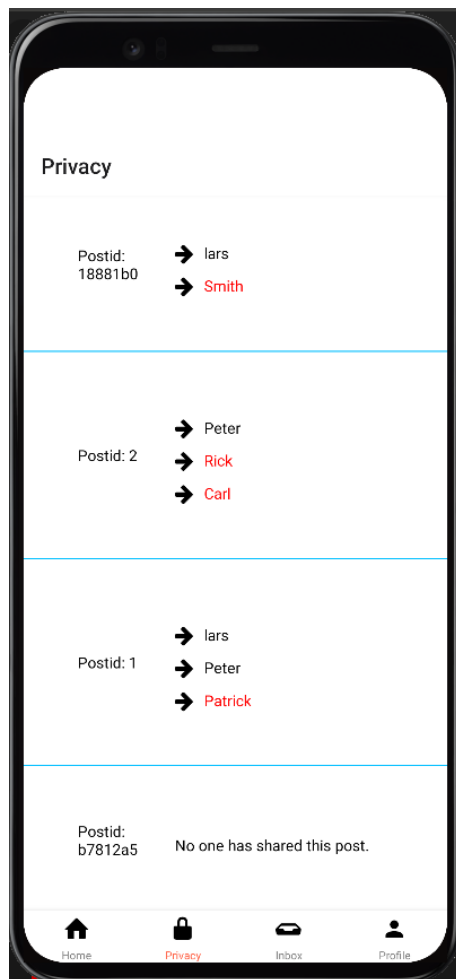 Privacy
Postid:
18881b0
lars
Smith
Postid: 2
Peter
Rick
Carl
Postid: 1
lars
Peter
Patrick
Postid:
b7812a5
No one has shared this post.
Home
Privacy
Inbox
Profile